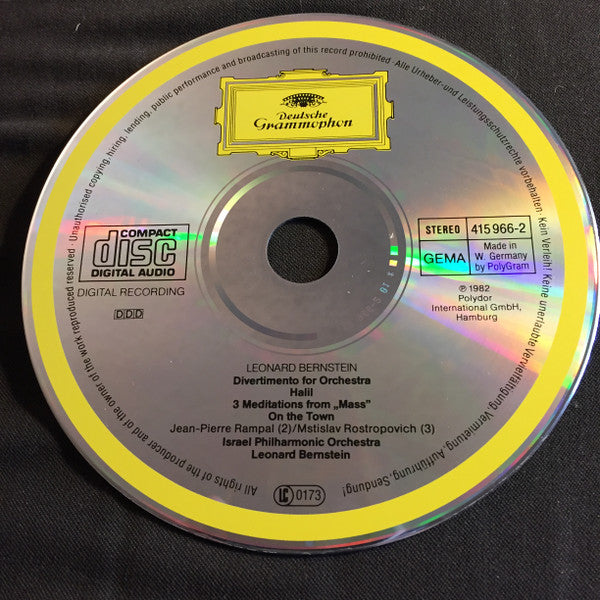 · Unauthorised copying, hiring, lending, public performance and broadcasting of this record prohibited · Alle Urheber- und Leistungsschutzrechte vorbehalten · Kein Verleih! Keine unerlaubte Vervielfältigung, Vermietung, Aufführung, Sendung!
All rights of the producer and of the owner of the work reproduced reserved
Deutsche
Grammophon
COMPACT
disc
DIGITAL AUDIO
DIGITAL RECORDING
DDD
STEREO 415 966-2
GEMA
Made in
W. Germany
by PolyGram
℗ 1982
Polydor
International GmbH,
Hamburg
LEONARD BERNSTEIN
Divertimento for Orchestra
Halil
3 Meditations from „Mass"
On the Town
Jean-Pierre Rampal (2)/Mstislav Rostropovich (3)
Israel Philharmonic Orchestra
Leonard Bernstein
LC 0173